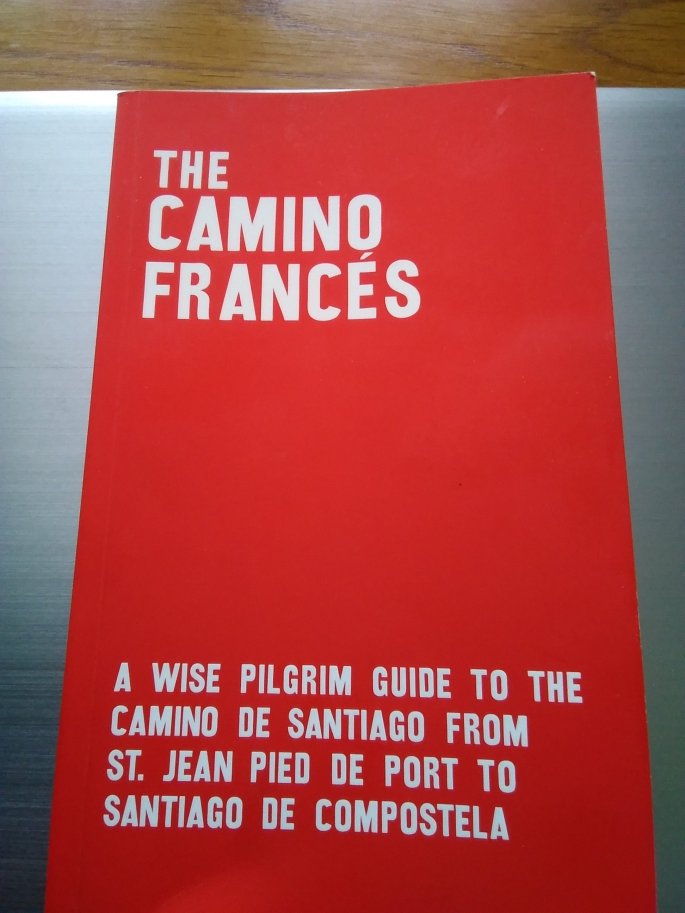 THE
CAMINO
FRANCÉS
A WISE PILGRIM GUIDE TO THE
CAMINO DE SANTIAGO FROM
ST. JEAN PIED DE PORT TO
SANTIAGO DE COMPOSTELA